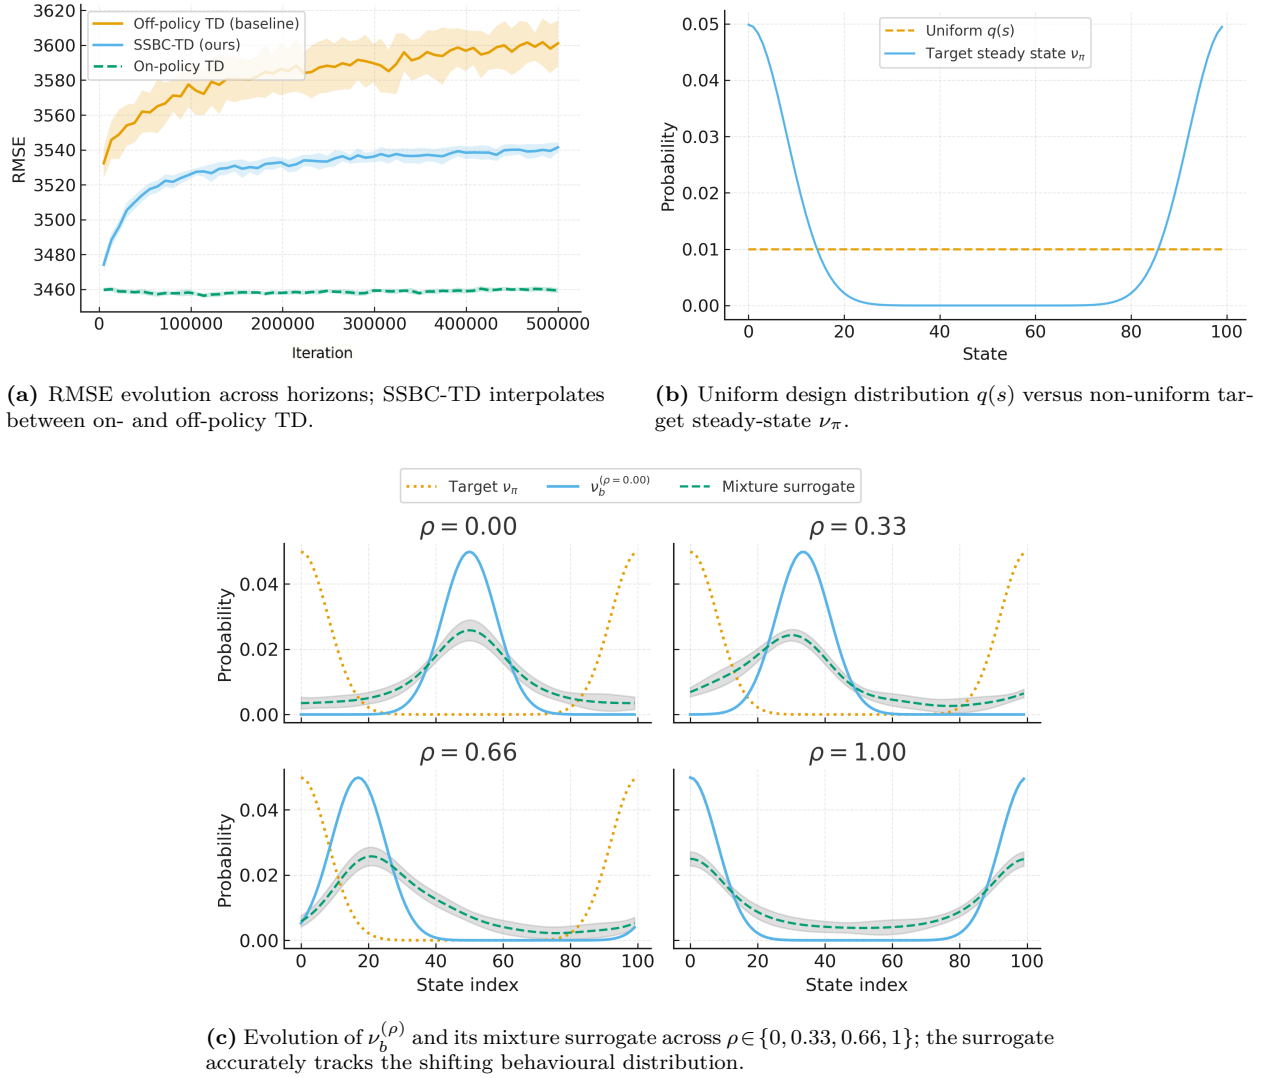 Off-policy TD (baseline)
SSBC-TD (ours)
On-policy TD
3620
3600
3580
3560
3540
3520
3500
3480
3460
RMSE
0
100000
200000
300000
400000
500000
Iteration
(a) RMSE evolution across horizons; SSBC-TD interpolates
between on- and off-policy TD.
Uniform q(s)
Target steady state νπ
0.05
0.04
0.03
0.02
0.01
0.00
Probability
0
20
40
60
80
100
State
(b) Uniform design distribution q(s) versus non-uniform tar-
get steady-state νπ.
Target νπ
ν_b^(ρ=0.00)
Mixture surrogate
ρ = 0.00
0.04
0.02
0.00
Probability
ρ = 0.33
ρ = 0.66
0.04
0.02
0.00
Probability
0
20
40
60
80
100
State index
ρ = 1.00
0
20
40
60
80
100
State index
(c) Evolution of ν_b^(ρ) and its mixture surrogate across ρ∈{0, 0.33, 0.66, 1}; the surrogate
accurately tracks the shifting behavioural distribution.